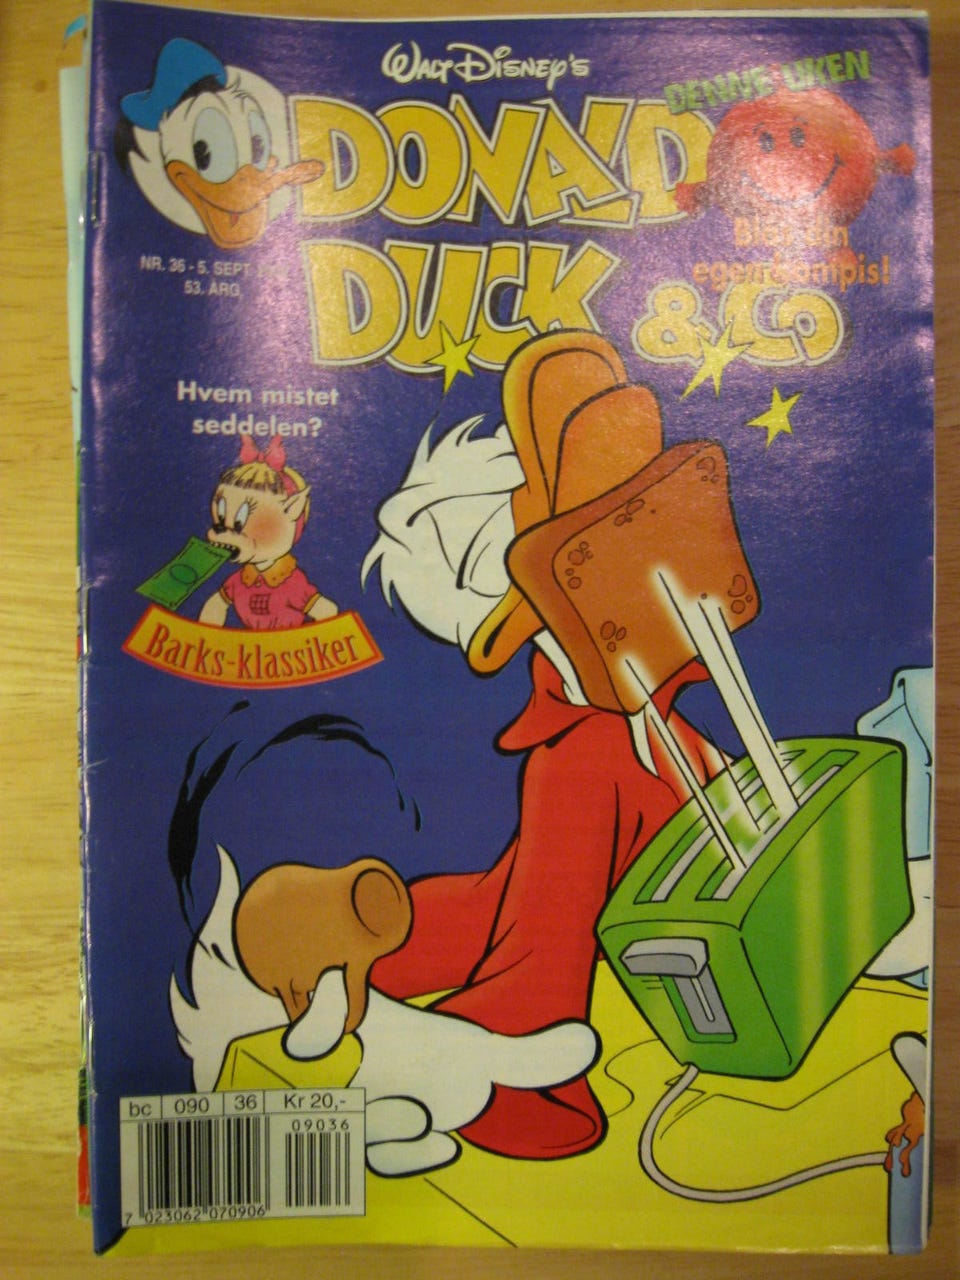 Walt Disney's
DONALD
DUCK & Co
DENNE UKEN
egenkampis!
NR. 36 - 5. SEPT.
53. ÅRG.
Hvem mistet
seddelen?
Barks-klassiker
bc 090 36 Kr 20,-
09036
7 023062 070906